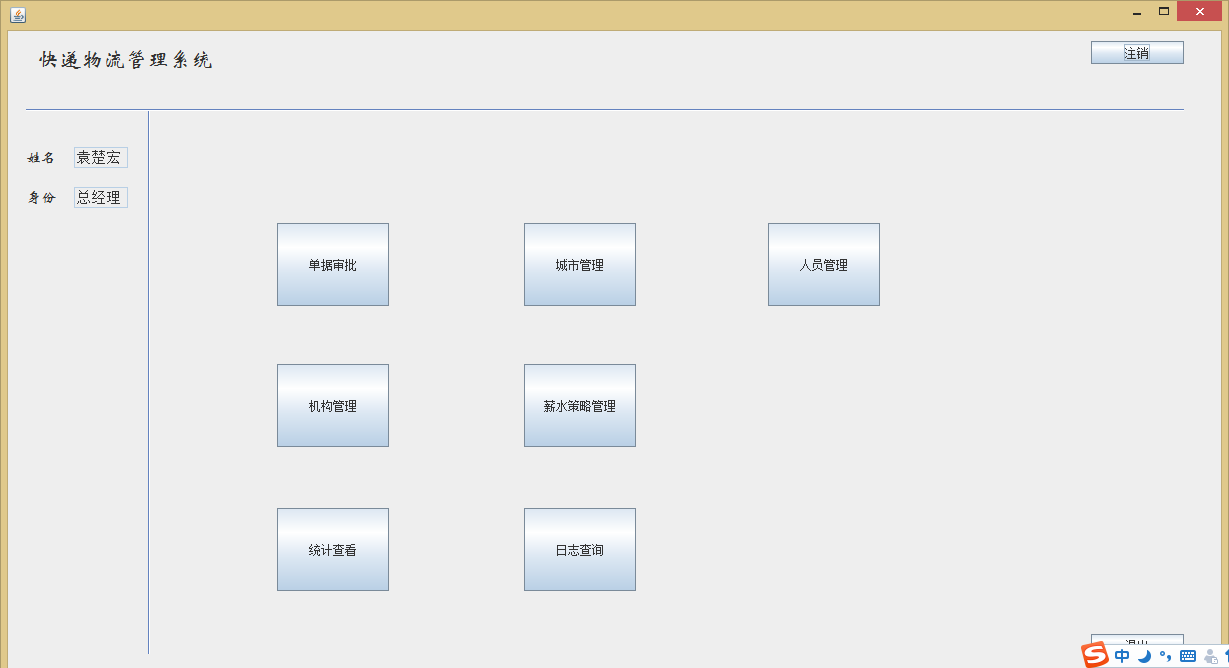 快递物流管理系统
注销
姓名 袁楚宏
身份 总经理
单据审批 城市管理 人员管理
机构管理 薪水策略管理
统计查看 日志查询
中